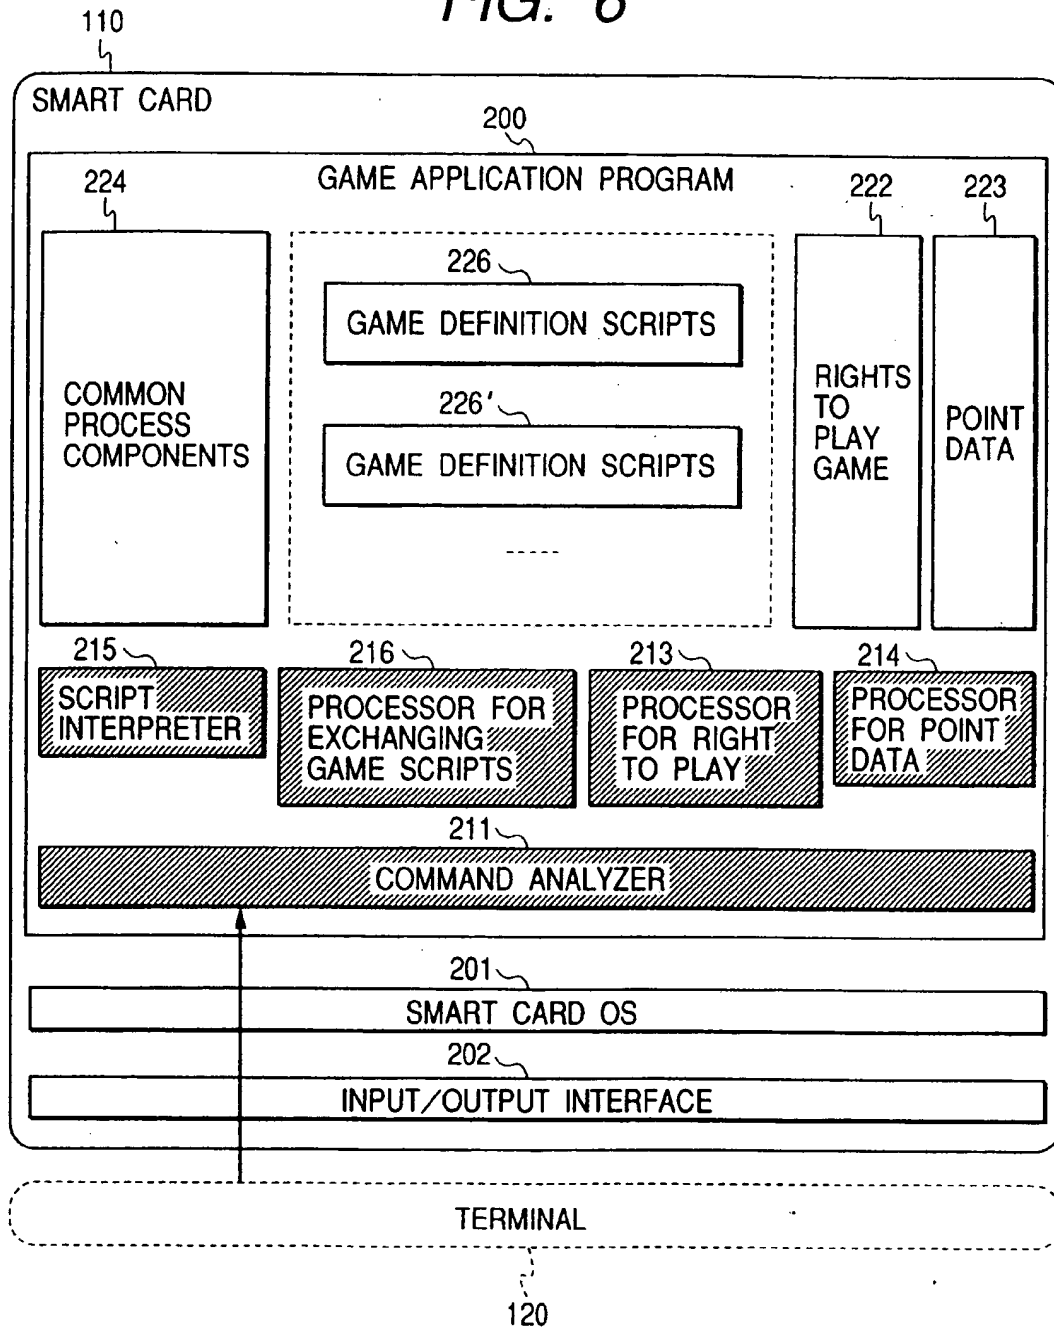 FIG. 6
110
SMART CARD
200
GAME APPLICATION PROGRAM
224
222
223
COMMON
PROCESS
COMPONENTS
226
GAME DEFINITION SCRIPTS
226'
GAME DEFINITION SCRIPTS
RIGHTS
TO
PLAY
GAME
POINT
DATA
215
SCRIPT
INTERPRETER
216
PROCESSOR FOR
EXCHANGING
GAME SCRIPTS
213
PROCESSOR
FOR RIGHT
TO PLAY
214
PROCESSOR
FOR POINT
DATA
211
COMMAND ANALYZER
201
SMART CARD OS
202
INPUT/OUTPUT INTERFACE
TERMINAL
120